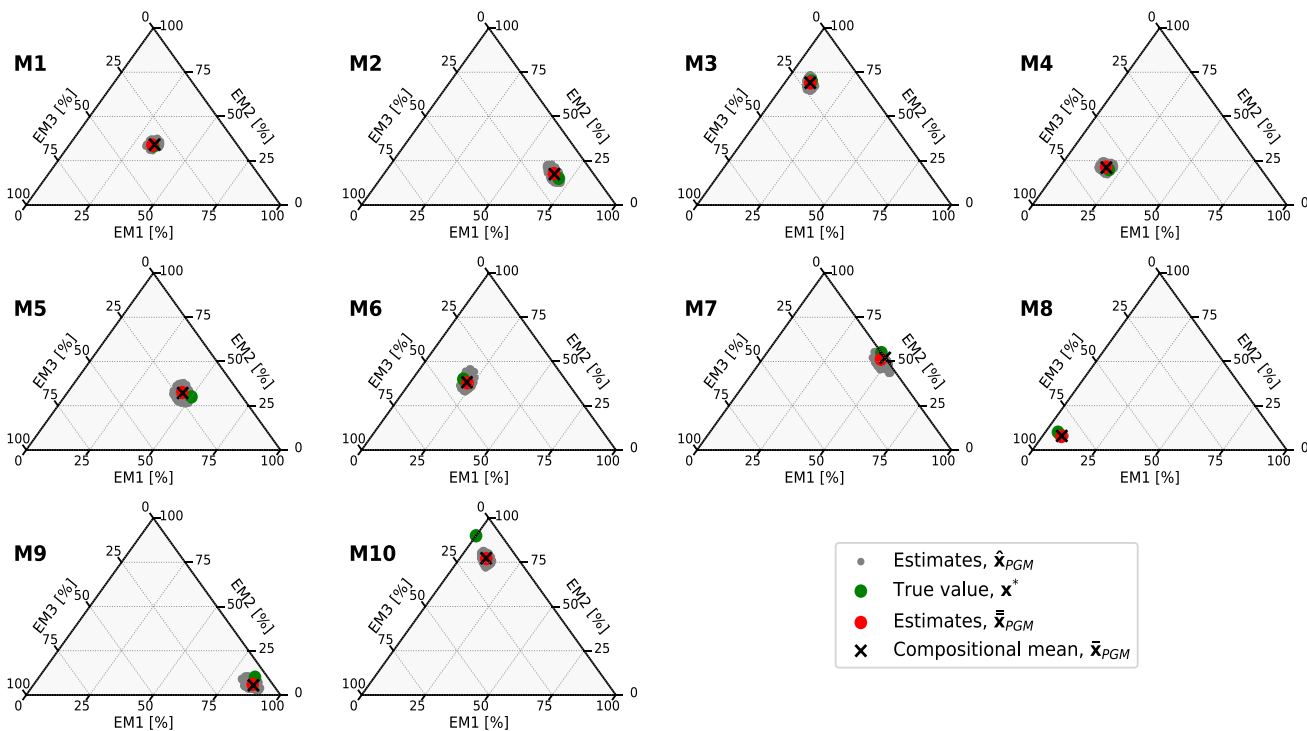 0 100 0 100 0 100 0 100
M1 M2 M3 M4
25 75 25 75 25 75 25 75
EM3 [%] EM2 [%] EM3 [%] EM2 [%] EM3 [%] EM2 [%] EM3 [%] EM2 [%]
50 50 50 50 50 50 50 50
75 25 75 25 75 25 75 25
100 0 100 0 100 0 100 0
0 25 50 75 100 0 25 50 75 100 0 25 50 75 100 0 25 50 75 100
EM1 [%] EM1 [%] EM1 [%] EM1 [%]
0 100 0 100 0 100 0 100
M5 M6 M7 M8
25 75 25 75 25 75 25 75
EM3 [%] EM2 [%] EM3 [%] EM2 [%] EM3 [%] EM2 [%] EM3 [%] EM2 [%]
50 50 50 50 50 50 50 50
75 25 75 25 75 25 75 25
100 0 100 0 100 0 100 0
0 25 50 75 100 0 25 50 75 100 0 25 50 75 100 0 25 50 75 100
EM1 [%] EM1 [%] EM1 [%] EM1 [%]
0 100 0 100
M9 M10
25 75 25 75
EM3 [%] EM2 [%] EM3 [%] EM2 [%]
50 50 50 50
75 25 75 25
100 0 100 0
0 25 50 75 100 0 25 50 75 100
EM1 [%] EM1 [%]
Estimates, x̂_PGM
True value, x*
Estimates, x̿_PGM
Compositional mean, x̄_PGM